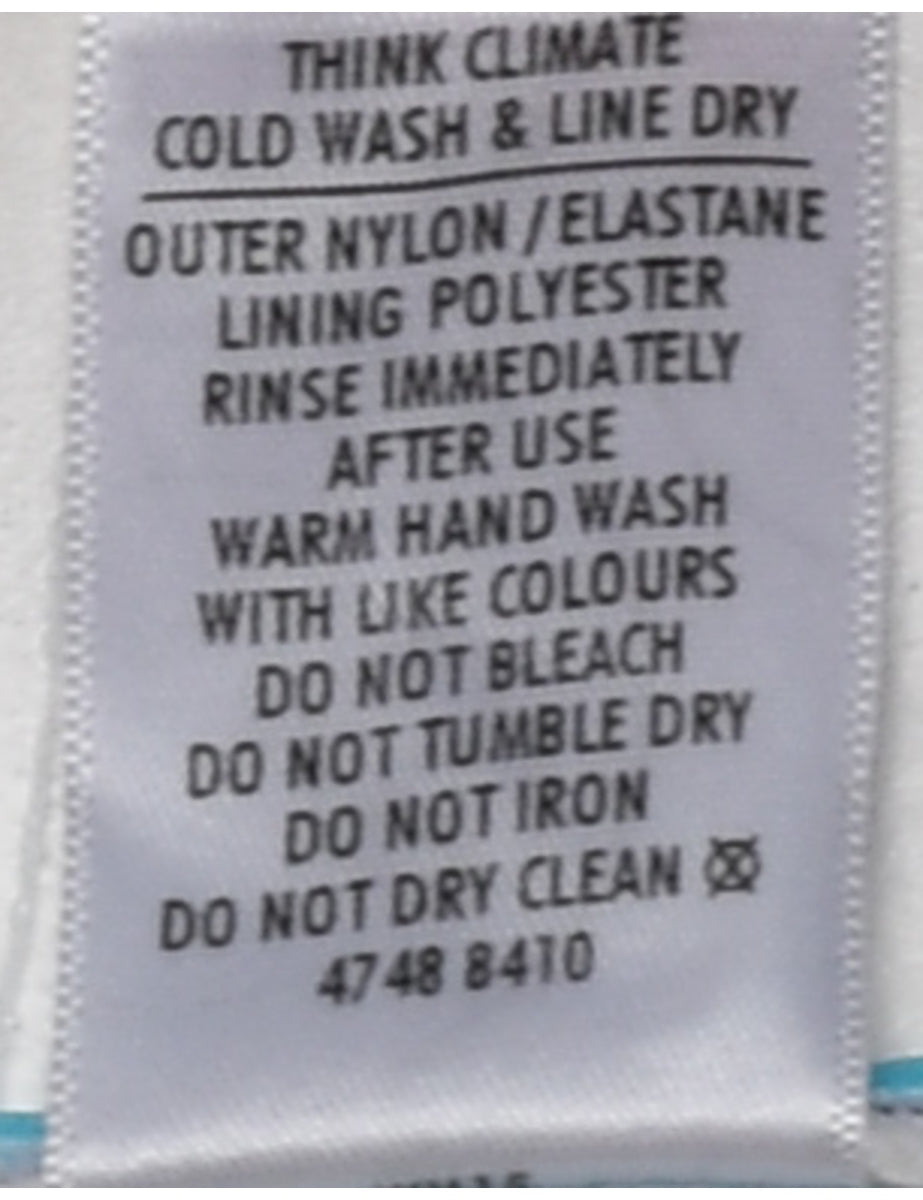 THINK CLIMATE
COLD WASH & LINE DRY
OUTER NYLON / ELASTANE
LINING POLYESTER
RINSE IMMEDIATELY
AFTER USE
WARM HAND WASH
WITH LIKE COLOURS
DO NOT BLEACH
DO NOT TUMBLE DRY
DO NOT IRON
DO NOT DRY CLEAN
4748 8410